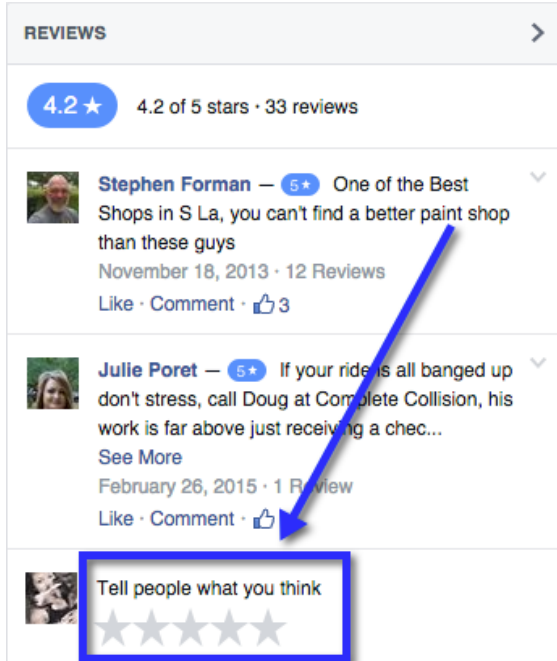 REVIEWS
4.2 ★ 4.2 of 5 stars · 33 reviews
Stephen Forman — 5★ One of the Best
Shops in S La, you can't find a better paint shop
than these guys
November 18, 2013 · 12 Reviews
Like · Comment · 3
Julie Poret — 5★ If your ride is all banged up
don't stress, call Doug at Complete Collision, his
work is far above just receiving a chec...
See More
February 26, 2015 · 1 Review
Like · Comment ·
Tell people what you think